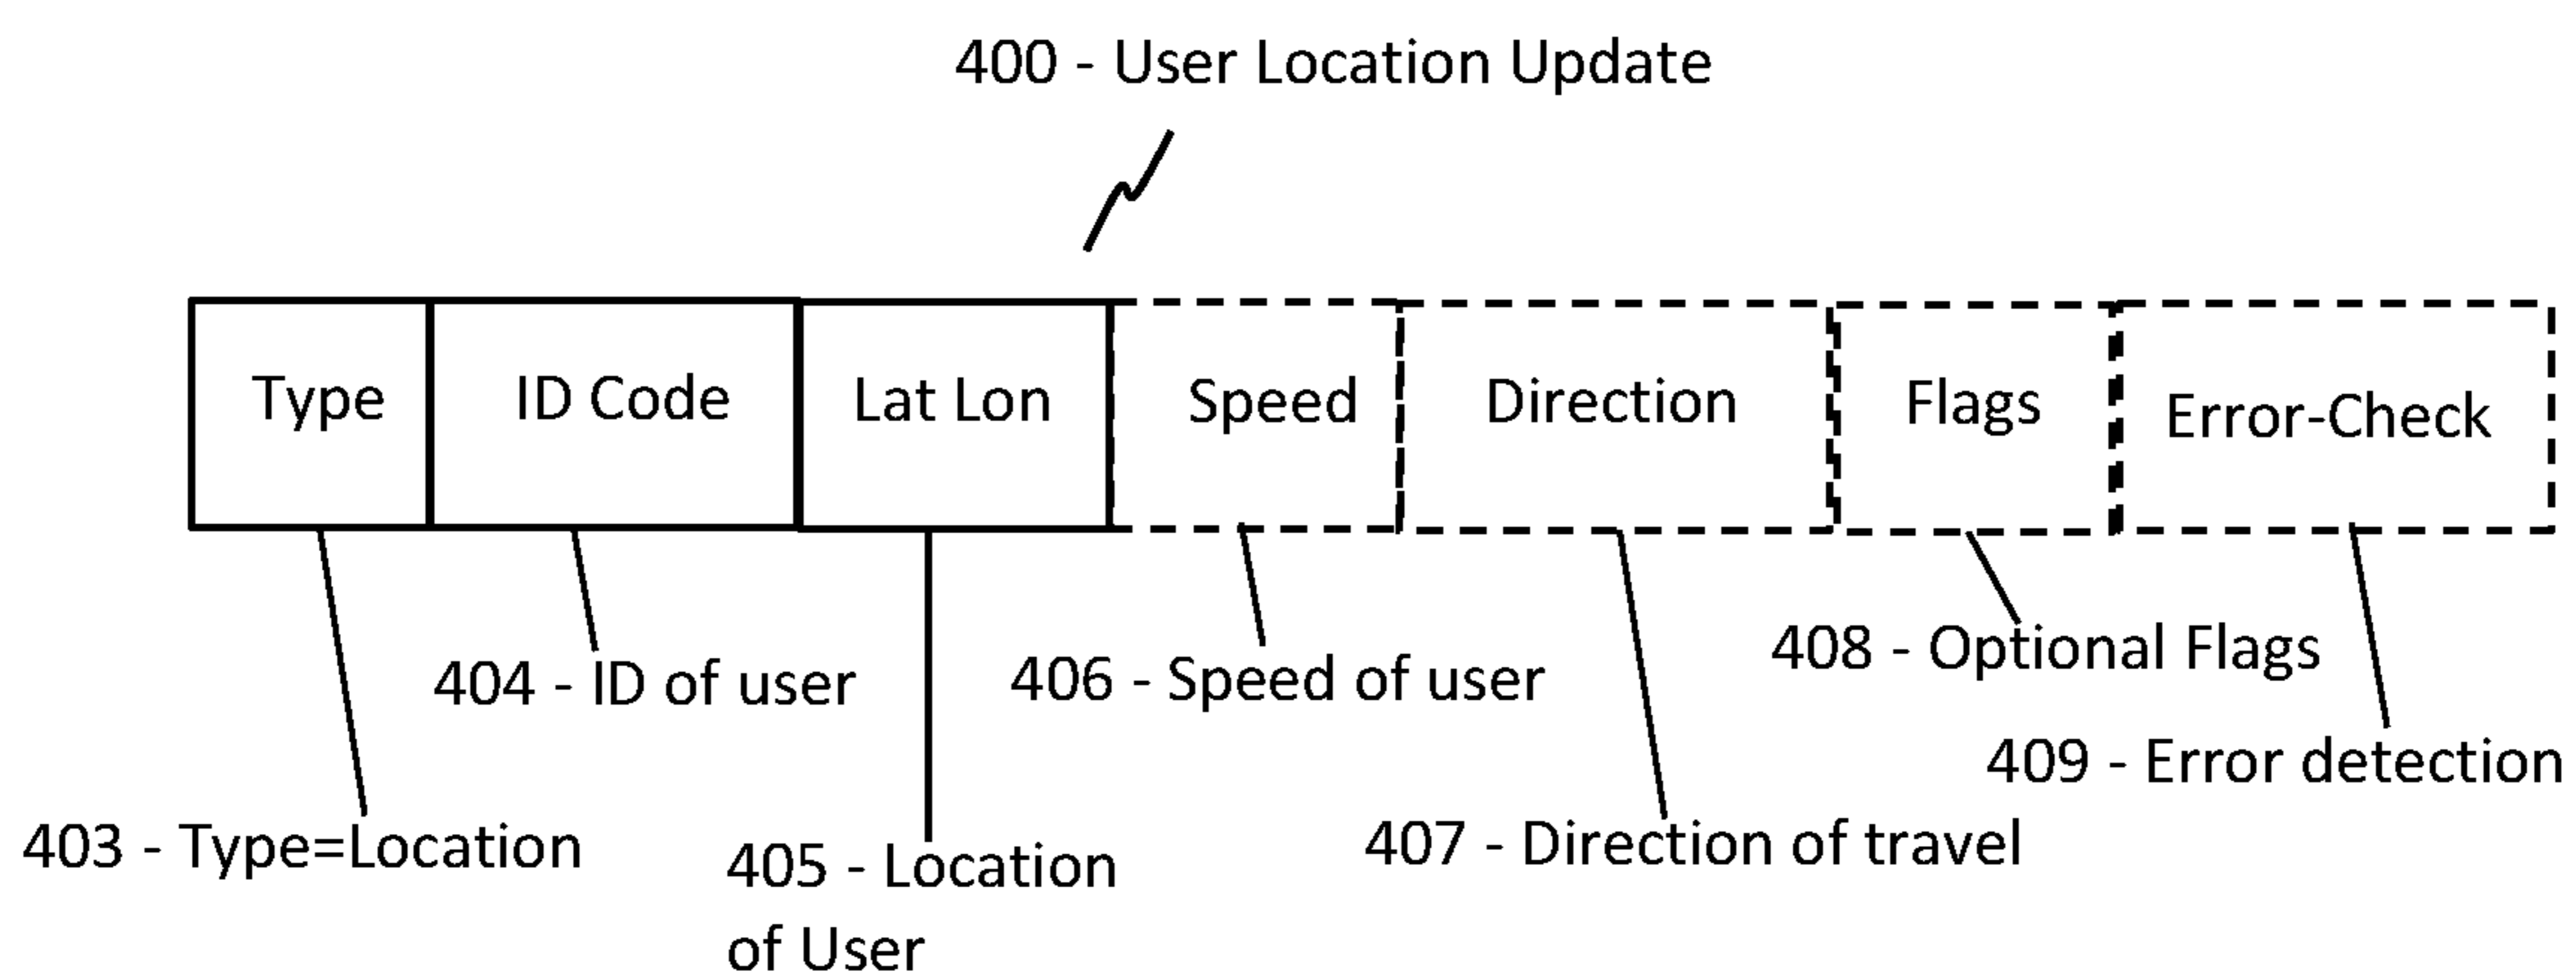 400 - User Location Update
Type
ID Code
Lat Lon
Speed
Direction
Flags
Error-Check
404 - ID of user
406 - Speed of user
408 - Optional Flags
409 - Error detection
403 - Type=Location
405 - Location
of User
407 - Direction of travel